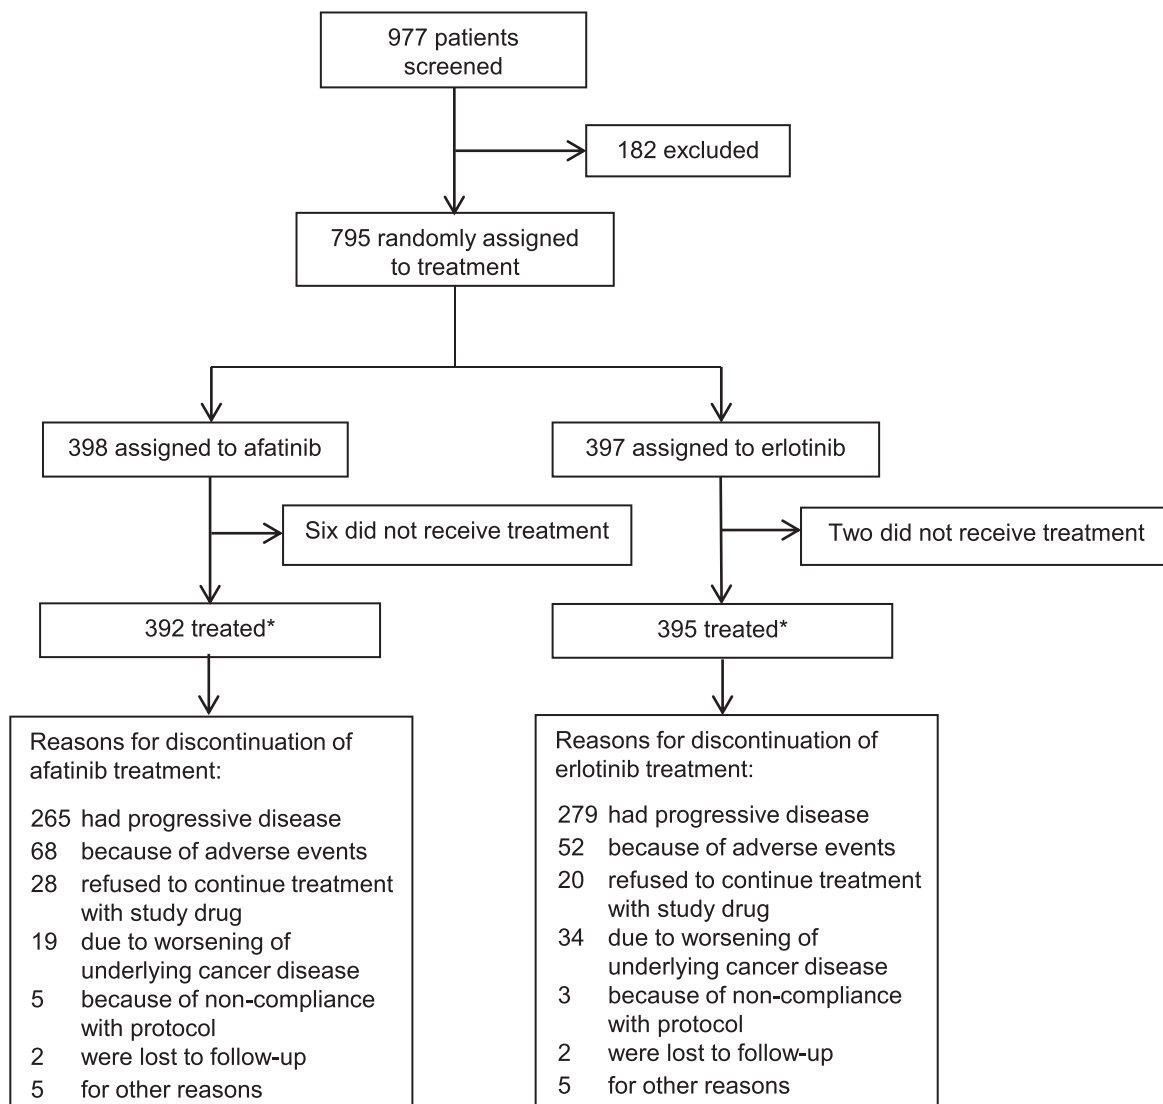 977 patients
screened
182 excluded
795 randomly assigned
to treatment
398 assigned to afatinib
397 assigned to erlotinib
Six did not receive treatment
Two did not receive treatment
392 treated*
395 treated*
Reasons for discontinuation of
afatinib treatment:
265 had progressive disease
68 because of adverse events
28 refused to continue treatment
with study drug
19 due to worsening of
underlying cancer disease
5 because of non-compliance
with protocol
2 were lost to follow-up
5 for other reasons
Reasons for discontinuation of
erlotinib treatment:
279 had progressive disease
52 because of adverse events
20 refused to continue treatment
with study drug
34 due to worsening of
underlying cancer disease
3 because of non-compliance
with protocol
2 were lost to follow-up
5 for other reasons